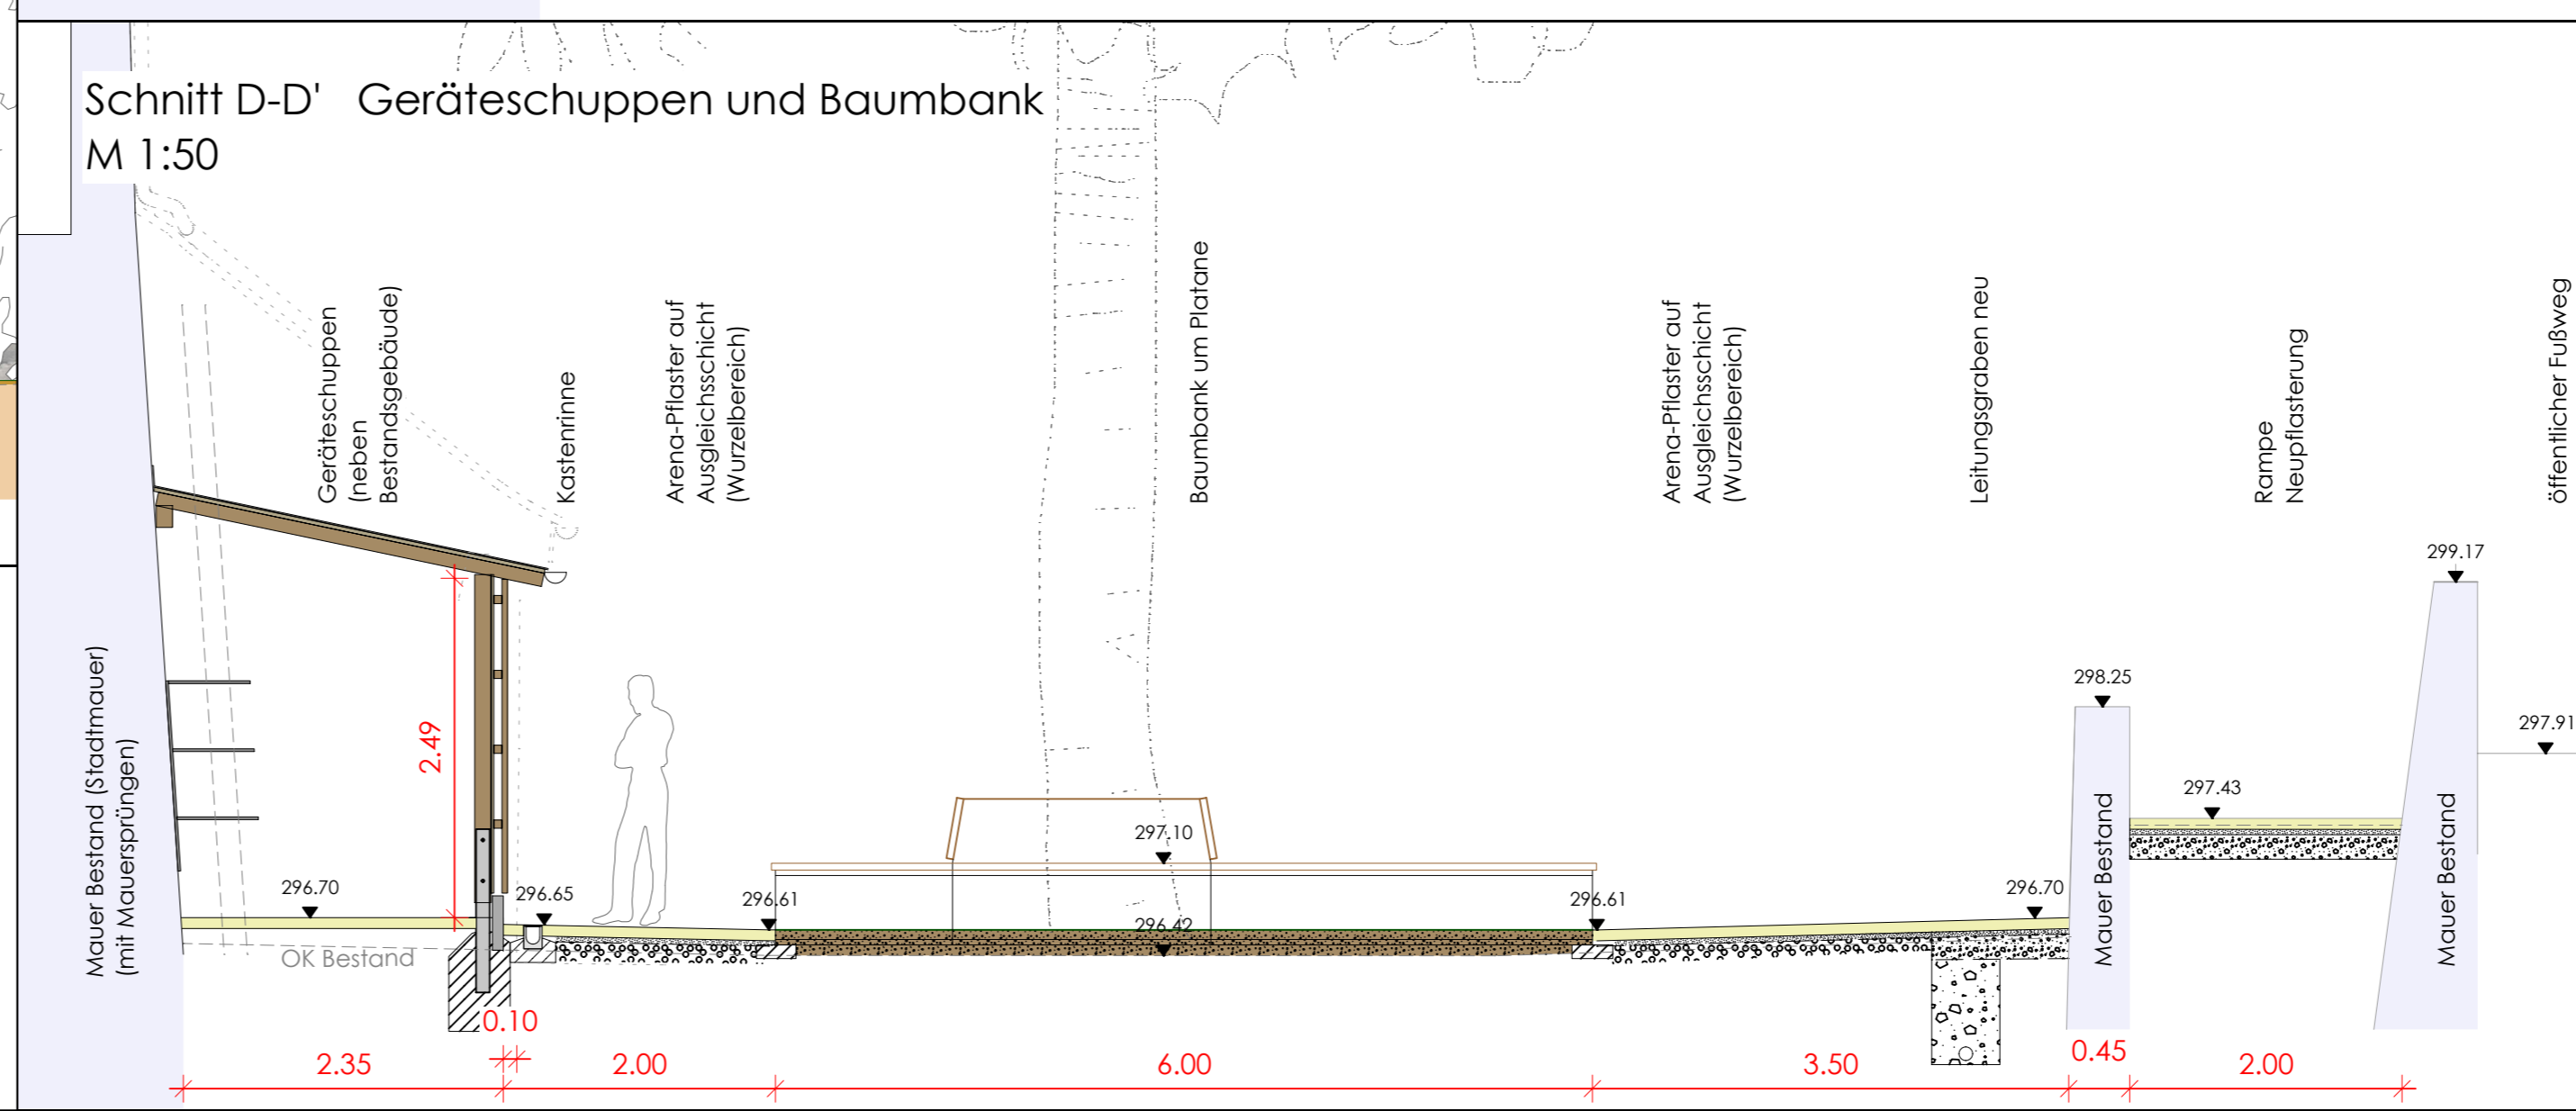 Schnitt D-D' Geräteschuppen und Baumbank
M 1:50
Geräteschuppen
(neben
Bestandsgebäude)
Kastenrinne
Arena-Pflaster auf
Ausgleichsschicht
(Wurzelbereich)
Baumbank um Platane
Arena-Pflaster auf
Ausgleichsschicht
(Wurzelbereich)
Leitungsgraben neu
Rampe
Neupflasterung
öffentlicher Fußweg
299.17
298.25
297.91
297.43
Mauer Bestand (Stadtmauer)
(mit Mauersprüngen)
2.49
296.70
296.65
296.61
297.10
296.42
296.61
296.70
Mauer Bestand
Mauer Bestand
OK Bestand
0.10
2.35
2.00
6.00
3.50
0.45
2.00